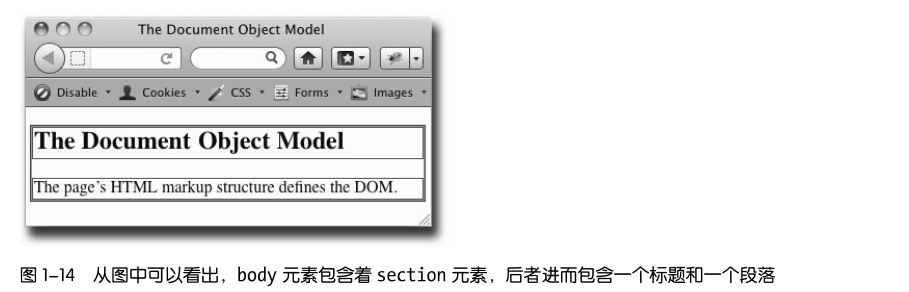 The Document Object Model
Disable Cookies CSS Forms Images
The Document Object Model
The page's HTML markup structure defines the DOM.
图 1-14 从图中可以看出，body 元素包含着 section 元素，后者进而包含一个标题和一个段落